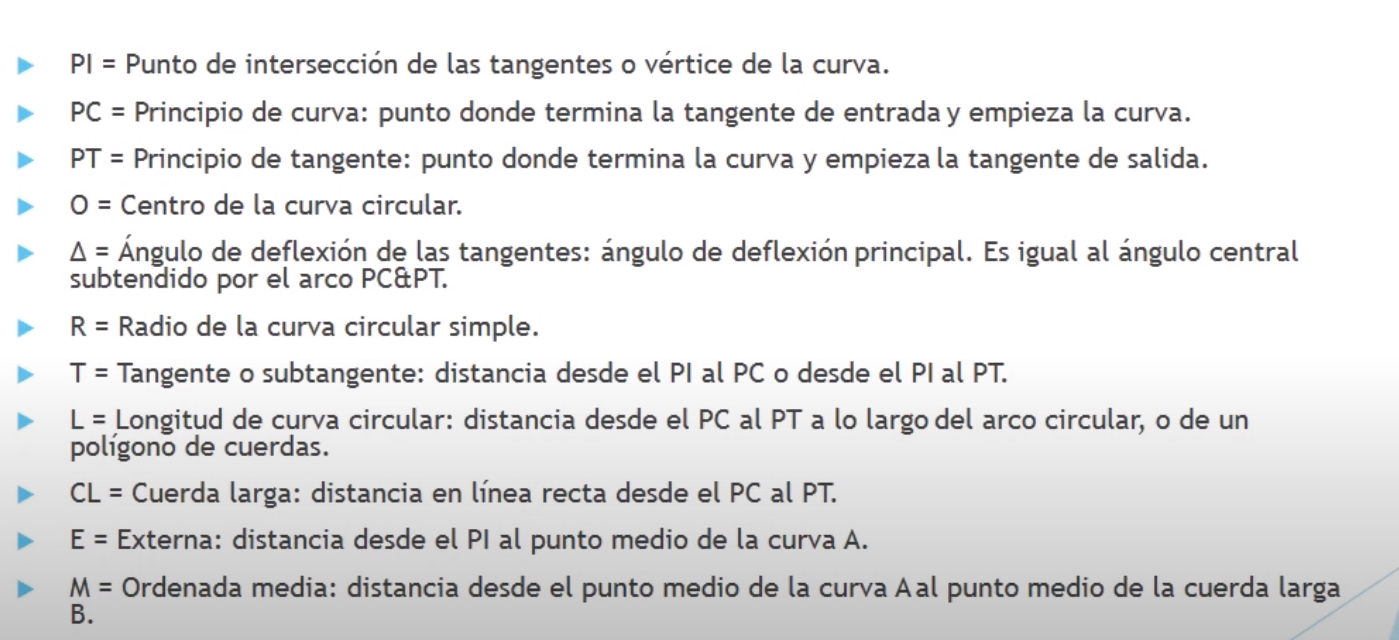 PI = Punto de intersección de las tangentes o vértice de la curva.
PC = Principio de curva: punto donde termina la tangente de entrada y empieza la curva.
PT = Principio de tangente: punto donde termina la curva y empieza la tangente de salida.
O = Centro de la curva circular.
Δ = Ángulo de deflexión de las tangentes: ángulo de deflexión principal. Es igual al ángulo central
subtendido por el arco PC&PT.
R = Radio de la curva circular simple.
T = Tangente o subtangente: distancia desde el PI al PC o desde el PI al PT.
L = Longitud de curva circular: distancia desde el PC al PT a lo largo del arco circular, o de un
polígono de cuerdas.
CL = Cuerda larga: distancia en línea recta desde el PC al PT.
E = Externa: distancia desde el PI al punto medio de la curva A.
M = Ordenada media: distancia desde el punto medio de la curva A al punto medio de la cuerda larga
B.